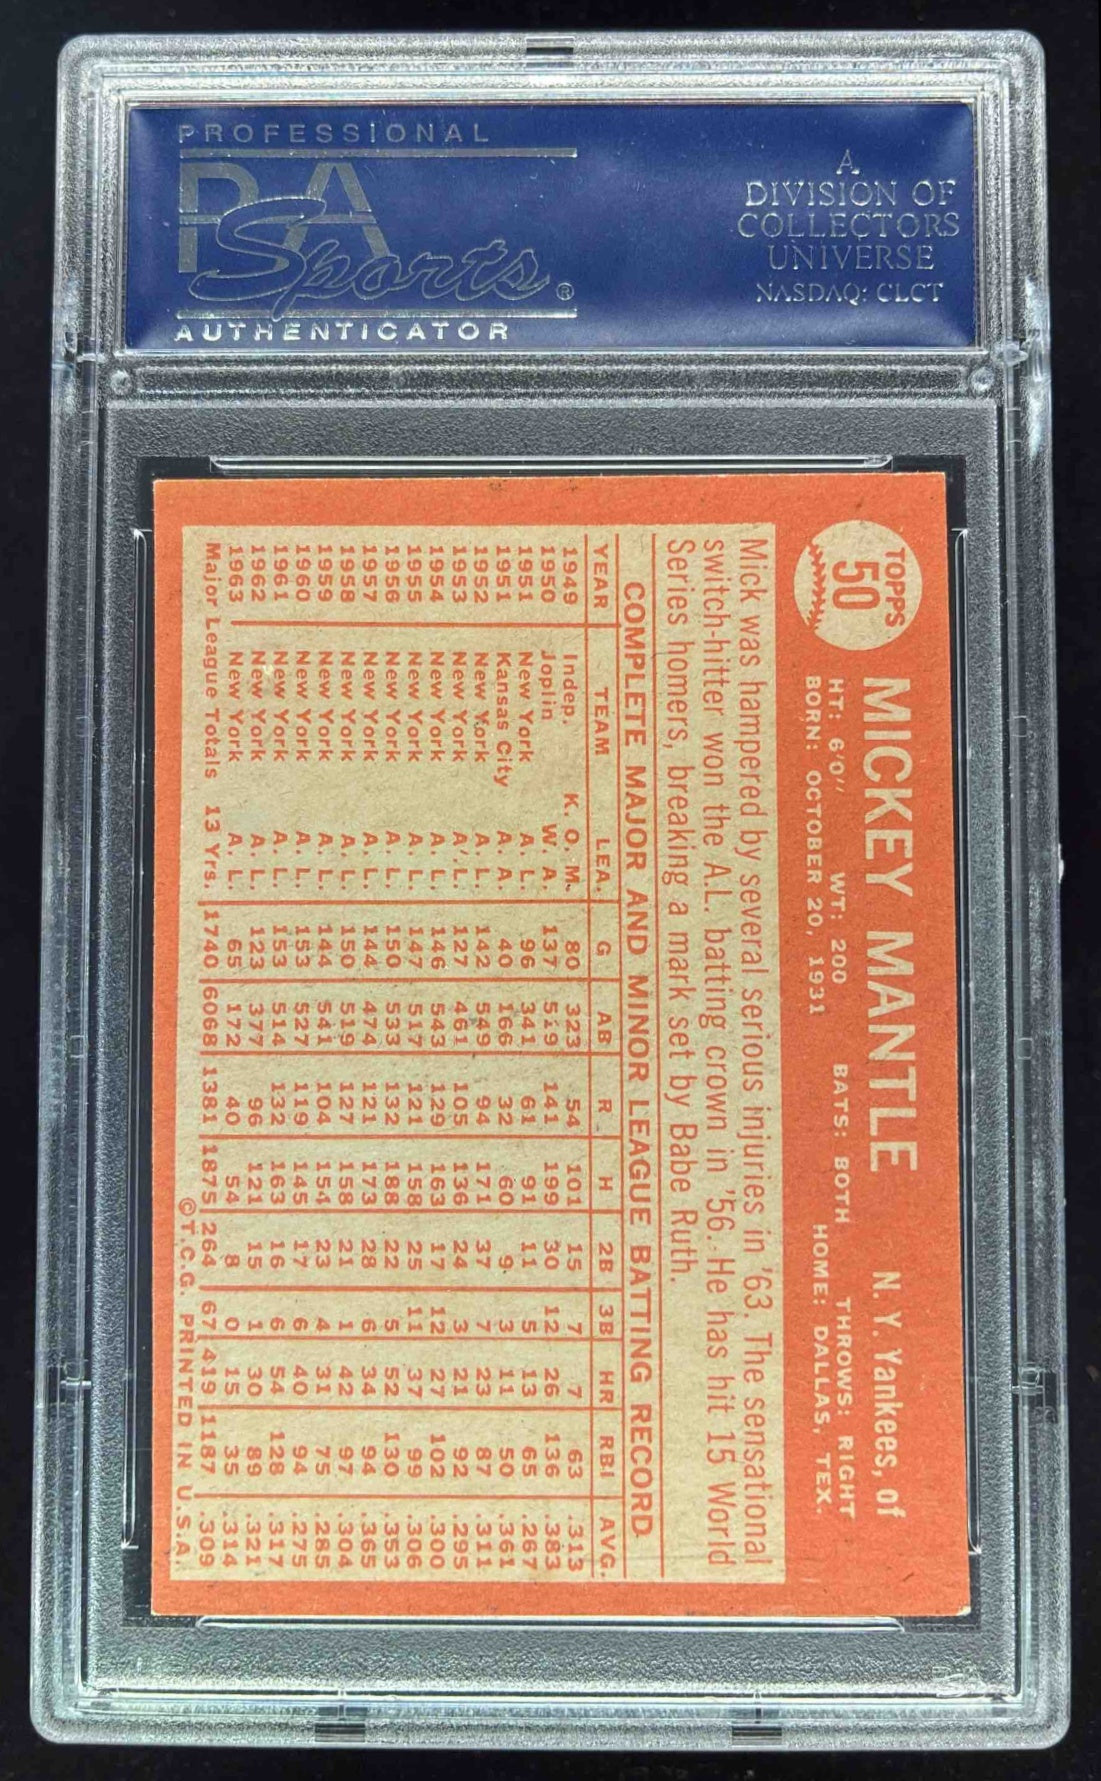 PROFESSIONAL
PSA
Sports®
AUTHENTICATOR
A
DIVISION OF
COLLECTORS
UNIVERSE
NASDAQ: CLCT
TOPPS
50
MICKEY MANTLE N. Y. Yankees, of
HT: 6'0" WT: 200 BATS: BOTH THROWS: RIGHT
BORN: OCTOBER 20, 1931 HOME: DALLAS, TEX.
Mick was hampered by several serious injuries in '63. The sensational
switch-hitter won the A.L. batting crown in '56. He has hit 15 World
Series homers, breaking a mark set by Babe Ruth.
COMPLETE MAJOR AND MINOR LEAGUE BATTING RECORD
YEAR TEAM LEA. G AB R H 2B 3B HR RBI AVG.
1949 Indep. K. O. M. 80 323 54 101 15 7 7 63 .313
1950 Joplin W. A. 137 519 141 199 30 12 26 136 .383
1951 New York A. L. 96 341 61 91 11 5 13 65 .267
1951 Kansas City A. A. 40 166 32 60 9 3 11 50 .361
1952 New York A. L. 142 549 94 171 37 7 23 87 .311
1953 New York A. L. 127 461 105 136 24 3 21 92 .295
1954 New York A. L. 146 543 129 163 17 12 27 102 .300
1955 New York A. L. 147 517 121 158 25 11 37 99 .306
1956 New York A. L. 150 533 132 188 22 5 52 130 .353
1957 New York A. L. 144 474 121 173 28 6 34 94 .365
1958 New York A. L. 150 519 127 158 21 1 42 97 .304
1959 New York A. L. 144 541 104 154 23 4 31 75 .285
1960 New York A. L. 153 527 119 145 17 6 40 94 .275
1961 New York A. L. 153 514 132 163 16 6 54 128 .317
1962 New York A. L. 123 377 96 121 15 1 30 89 .321
1963 New York A. L. 65 172 40 54 8 0 15 35 .314
Major League Totals 13 Yrs. 1740 6068 1381 1875 264 67 419 1187 .309
©T.C.G. PRINTED IN U.S.A.